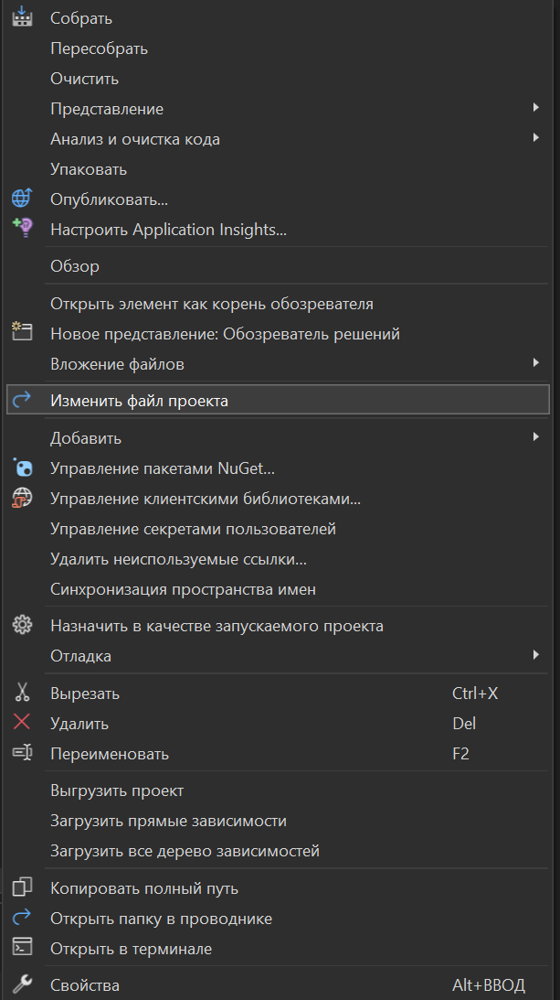 Собрать
Пересобрать
Очистить
Представление
Анализ и очистка кода
Упаковать
Опубликовать...
Настроить Application Insights...
Обзор
Открыть элемент как корень обозревателя
Новое представление: Обозреватель решений
Вложение файлов
Изменить файл проекта
Добавить
Управление пакетами NuGet...
Управление клиентскими библиотеками...
Управление секретами пользователей
Удалить неиспользуемые ссылки...
Синхронизация пространства имен
Назначить в качестве запускаемого проекта
Отладка
Вырезать Ctrl+X
Удалить Del
Переименовать F2
Выгрузить проект
Загрузить прямые зависимости
Загрузить все дерево зависимостей
Копировать полный путь
Открыть папку в проводнике
Открыть в терминале
Свойства Alt+ВВОД